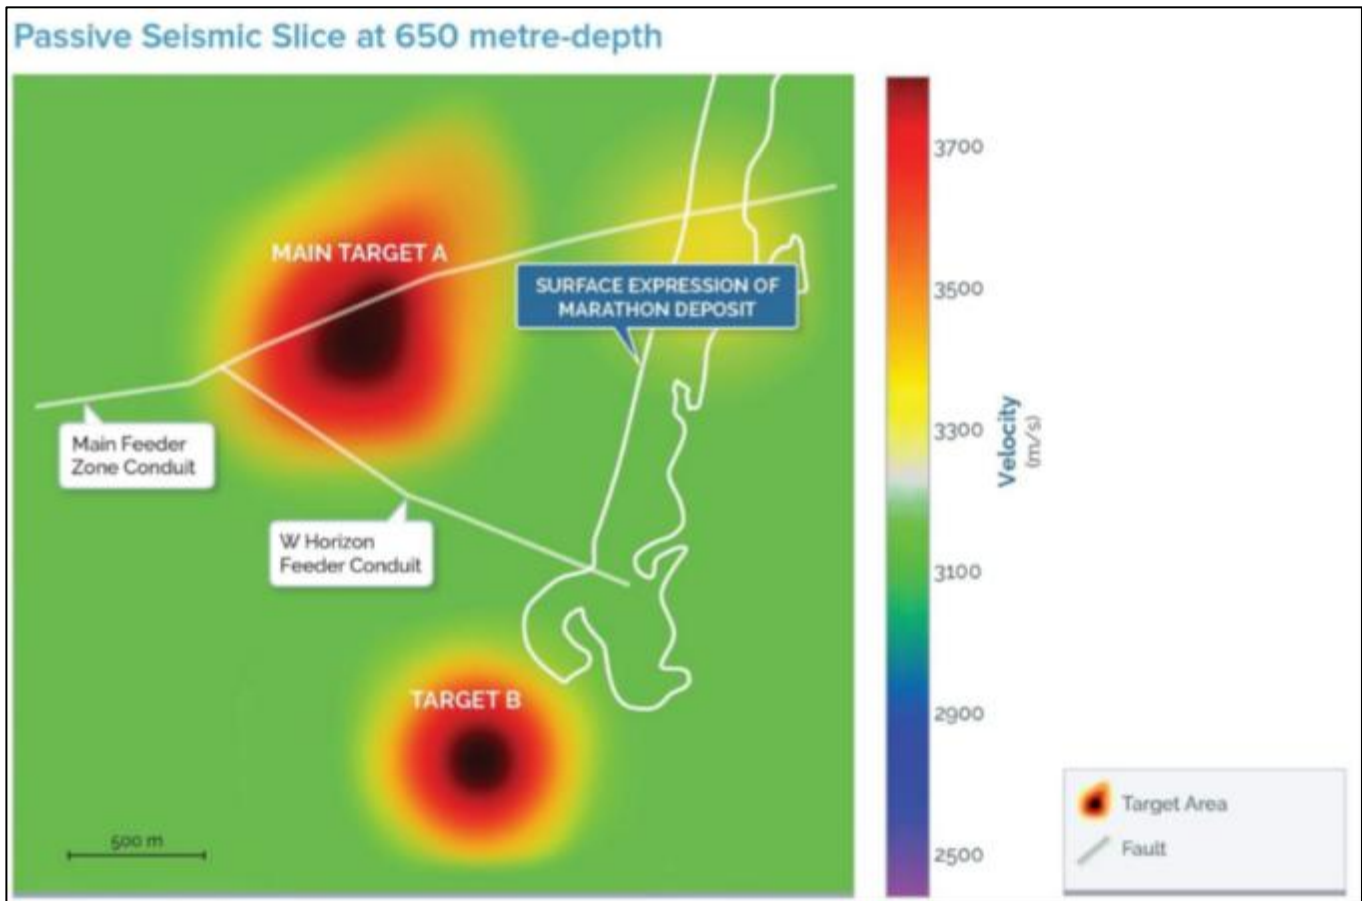 Passive Seismic Slice at 650 metre-depth
MAIN TARGET A
SURFACE EXPRESSION OF
MARATHON DEPOSIT
Main Feeder
Zone Conduit
W Horizon
Feeder Conduit
TARGET B
500 m
3700
3500
3300
3100
2900
2500
Velocity
(m/s)
Target Area
Fault